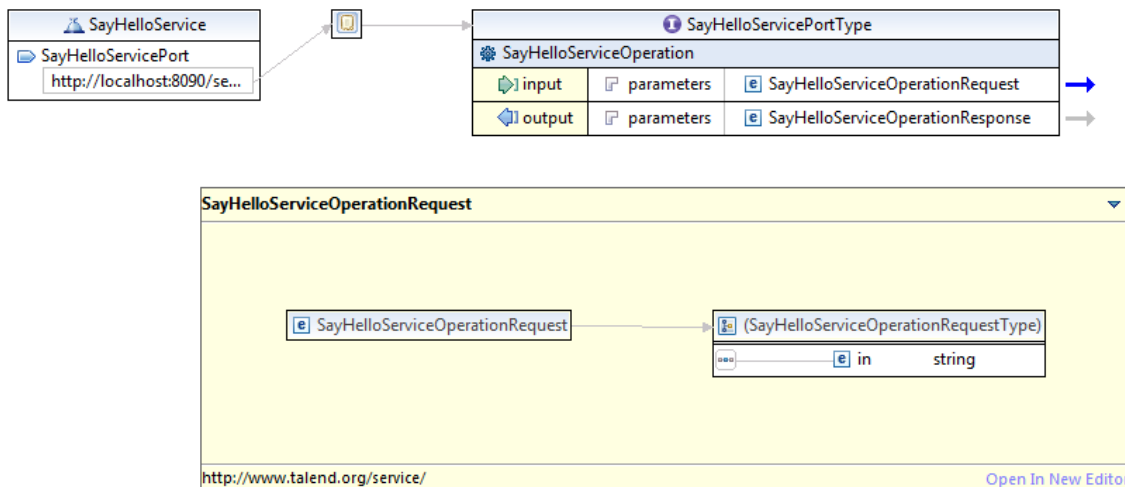 SayHelloService
SayHelloServicePort
http://localhost:8090/se...
SayHelloServicePortType
SayHelloServiceOperation
input parameters e SayHelloServiceOperationRequest
output parameters e SayHelloServiceOperationResponse
SayHelloServiceOperationRequest
e SayHelloServiceOperationRequest
(SayHelloServiceOperationRequestType)
e in string
http://www.talend.org/service/
Open In New Editor